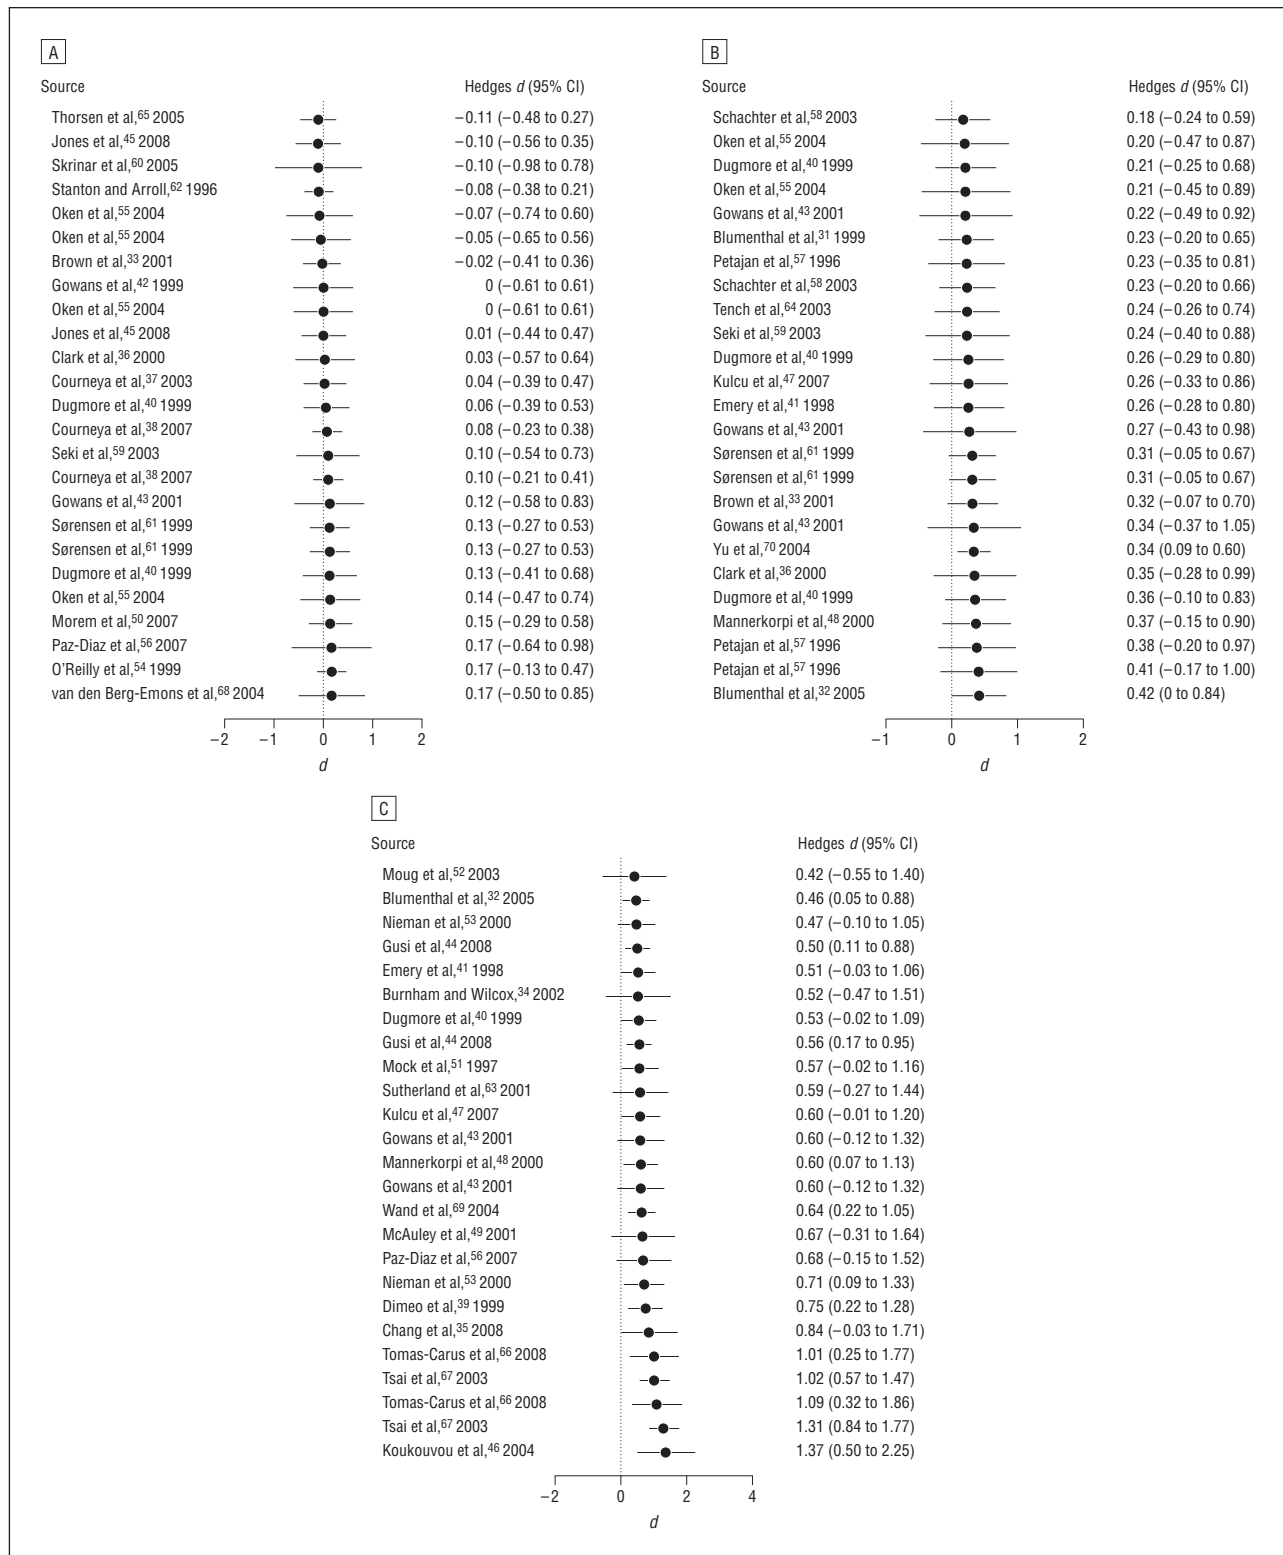 A
Source Hedges d (95% CI)
Thorsen et al,65 2005 −0.11 (−0.48 to 0.27)
Jones et al,45 2008 −0.10 (−0.56 to 0.35)
Skrinar et al,60 2005 −0.10 (−0.98 to 0.78)
Stanton and Arroll,62 1996 −0.08 (−0.38 to 0.21)
Oken et al,55 2004 −0.07 (−0.74 to 0.60)
Oken et al,55 2004 −0.05 (−0.65 to 0.56)
Brown et al,33 2001 −0.02 (−0.41 to 0.36)
Gowans et al,42 1999 0 (−0.61 to 0.61)
Oken et al,55 2004 0 (−0.61 to 0.61)
Jones et al,45 2008 0.01 (−0.44 to 0.47)
Clark et al,36 2000 0.03 (−0.57 to 0.64)
Courneya et al,37 2003 0.04 (−0.39 to 0.47)
Dugmore et al,40 1999 0.06 (−0.39 to 0.53)
Courneya et al,38 2007 0.08 (−0.23 to 0.38)
Seki et al,59 2003 0.10 (−0.54 to 0.73)
Courneya et al,38 2007 0.10 (−0.21 to 0.41)
Gowans et al,43 2001 0.12 (−0.58 to 0.83)
Sørensen et al,61 1999 0.13 (−0.27 to 0.53)
Sørensen et al,61 1999 0.13 (−0.27 to 0.53)
Dugmore et al,40 1999 0.13 (−0.41 to 0.68)
Oken et al,55 2004 0.14 (−0.47 to 0.74)
Morem et al,50 2007 0.15 (−0.29 to 0.58)
Paz-Diaz et al,56 2007 0.17 (−0.64 to 0.98)
O'Reilly et al,54 1999 0.17 (−0.13 to 0.47)
van den Berg-Emons et al,68 2004 0.17 (−0.50 to 0.85)
−2 −1 0 1 2
d
B
Source Hedges d (95% CI)
Schachter et al,58 2003 0.18 (−0.24 to 0.59)
Oken et al,55 2004 0.20 (−0.47 to 0.87)
Dugmore et al,40 1999 0.21 (−0.25 to 0.68)
Oken et al,55 2004 0.21 (−0.45 to 0.89)
Gowans et al,43 2001 0.22 (−0.49 to 0.92)
Blumenthal et al,31 1999 0.23 (−0.20 to 0.65)
Petajan et al,57 1996 0.23 (−0.35 to 0.81)
Schachter et al,58 2003 0.23 (−0.20 to 0.66)
Tench et al,64 2003 0.24 (−0.26 to 0.74)
Seki et al,59 2003 0.24 (−0.40 to 0.88)
Dugmore et al,40 1999 0.26 (−0.29 to 0.80)
Kulcu et al,47 2007 0.26 (−0.33 to 0.86)
Emery et al,41 1998 0.26 (−0.28 to 0.80)
Gowans et al,43 2001 0.27 (−0.43 to 0.98)
Sørensen et al,61 1999 0.31 (−0.05 to 0.67)
Sørensen et al,61 1999 0.31 (−0.05 to 0.67)
Brown et al,33 2001 0.32 (−0.07 to 0.70)
Gowans et al,43 2001 0.34 (−0.37 to 1.05)
Yu et al,70 2004 0.34 (0.09 to 0.60)
Clark et al,36 2000 0.35 (−0.28 to 0.99)
Dugmore et al,40 1999 0.36 (−0.10 to 0.83)
Mannerkorpi et al,48 2000 0.37 (−0.15 to 0.90)
Petajan et al,57 1996 0.38 (−0.20 to 0.97)
Petajan et al,57 1996 0.41 (−0.17 to 1.00)
Blumenthal et al,32 2005 0.42 (0 to 0.84)
−1 0 1 2
d
C
Source Hedges d (95% CI)
Moug et al,52 2003 0.42 (−0.55 to 1.40)
Blumenthal et al,32 2005 0.46 (0.05 to 0.88)
Nieman et al,53 2000 0.47 (−0.10 to 1.05)
Gusi et al,44 2008 0.50 (0.11 to 0.88)
Emery et al,41 1998 0.51 (−0.03 to 1.06)
Burnham and Wilcox,34 2002 0.52 (−0.47 to 1.51)
Dugmore et al,40 1999 0.53 (−0.02 to 1.09)
Gusi et al,44 2008 0.56 (0.17 to 0.95)
Mock et al,51 1997 0.57 (−0.02 to 1.16)
Sutherland et al,63 2001 0.59 (−0.27 to 1.44)
Kulcu et al,47 2007 0.60 (−0.01 to 1.20)
Gowans et al,43 2001 0.60 (−0.12 to 1.32)
Mannerkorpi et al,48 2000 0.60 (0.07 to 1.13)
Gowans et al,43 2001 0.60 (−0.12 to 1.32)
Wand et al,69 2004 0.64 (0.22 to 1.05)
McAuley et al,49 2001 0.67 (−0.31 to 1.64)
Paz-Diaz et al,56 2007 0.68 (−0.15 to 1.52)
Nieman et al,53 2000 0.71 (0.09 to 1.33)
Dimeo et al,39 1999 0.75 (0.22 to 1.28)
Chang et al,35 2008 0.84 (−0.03 to 1.71)
Tomas-Carus et al,66 2008 1.01 (0.25 to 1.77)
Tsai et al,67 2003 1.02 (0.57 to 1.47)
Tomas-Carus et al,66 2008 1.09 (0.32 to 1.86)
Tsai et al,67 2003 1.31 (0.84 to 1.77)
Koukouvou et al,46 2004 1.37 (0.50 to 2.25)
−2 0 2 4
d